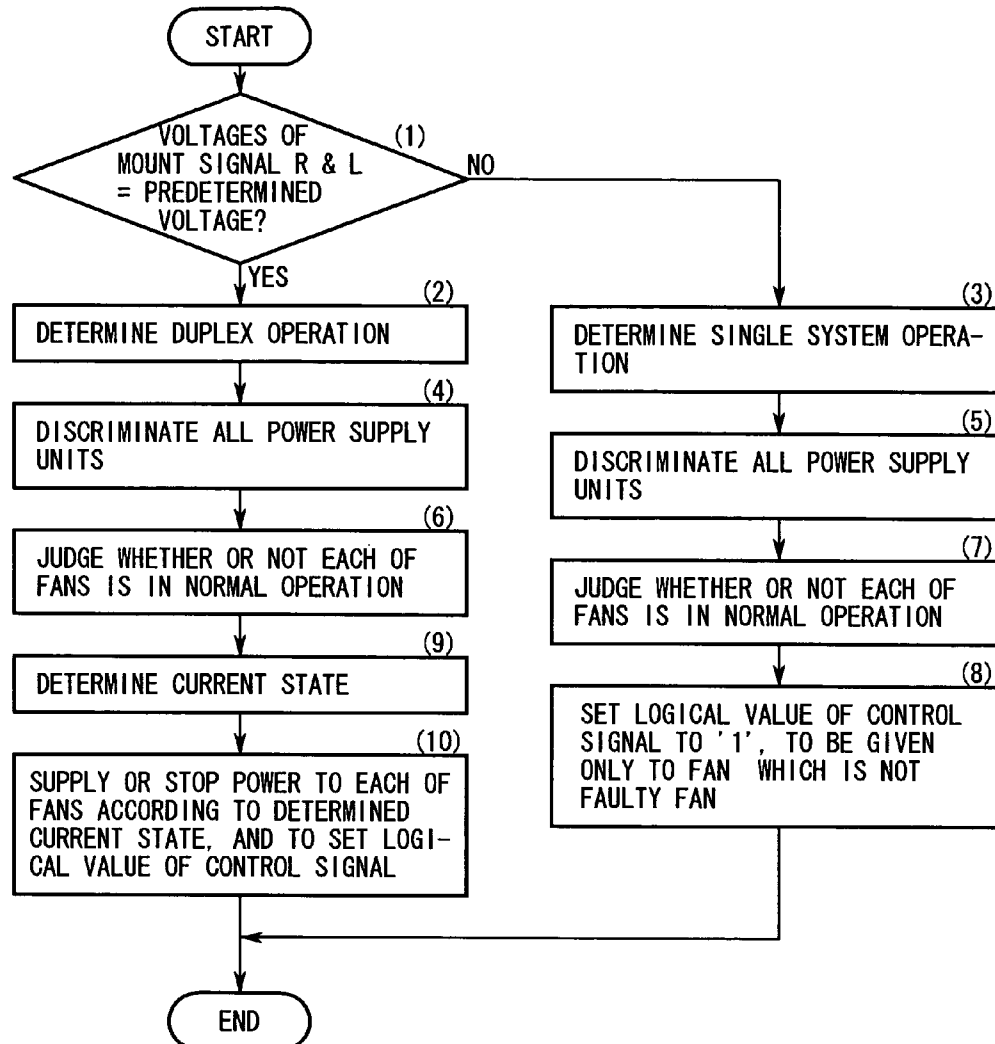 START
(1)
VOLTAGES OF
MOUNT SIGNAL R & L
= PREDETERMINED
VOLTAGE?
NO
YES
(2)
DETERMINE DUPLEX OPERATION
(4)
DISCRIMINATE ALL POWER SUPPLY
UNITS
(6)
JUDGE WHETHER OR NOT EACH OF
FANS IS IN NORMAL OPERATION
(9)
DETERMINE CURRENT STATE
(10)
SUPPLY OR STOP POWER TO EACH OF
FANS ACCORDING TO DETERMINED
CURRENT STATE, AND TO SET LOGI-
CAL VALUE OF CONTROL SIGNAL
(3)
DETERMINE SINGLE SYSTEM OPERA-
TION
(5)
DISCRIMINATE ALL POWER SUPPLY
UNITS
(7)
JUDGE WHETHER OR NOT EACH OF
FANS IS IN NORMAL OPERATION
(8)
SET LOGICAL VALUE OF CONTROL
SIGNAL TO '1', TO BE GIVEN
ONLY TO FAN WHICH IS NOT
FAULTY FAN
END